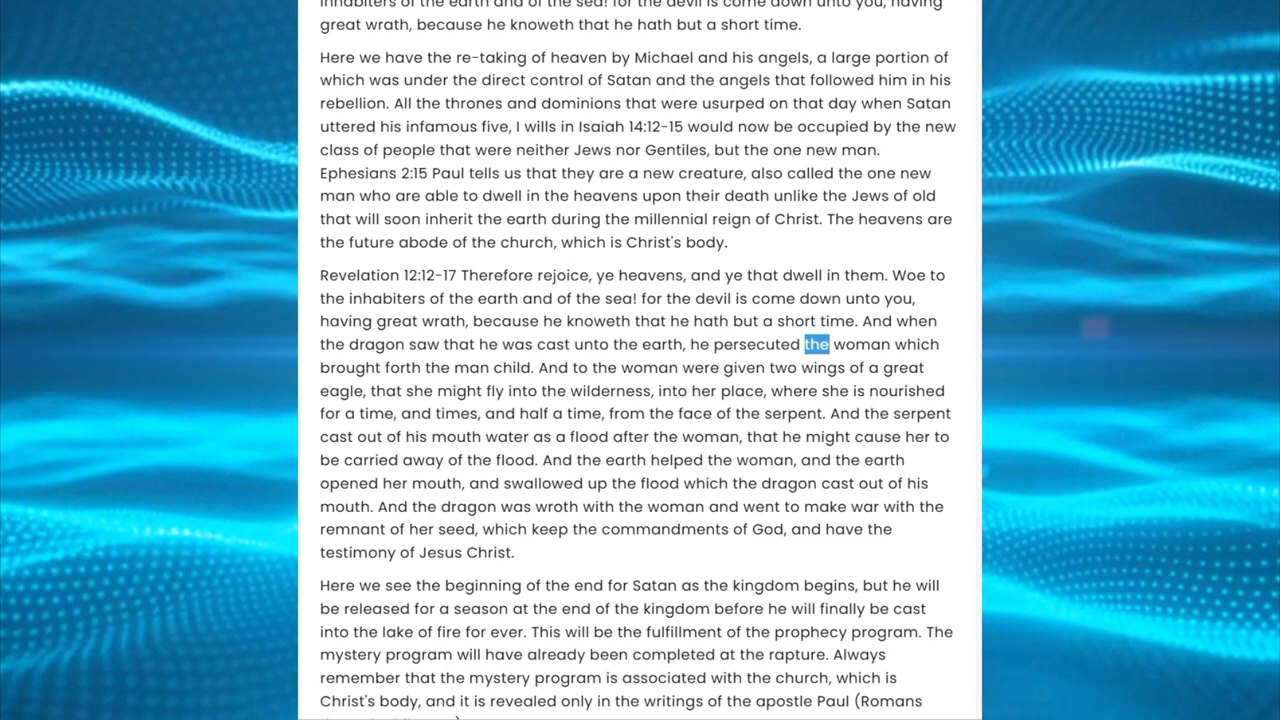 inhabiters of the earth and of the sea! for the devil is come down unto you, having
great wrath, because he knoweth that he hath but a short time.
Here we have the re-taking of heaven by Michael and his angels, a large portion of
which was under the direct control of Satan and the angels that followed him in his
rebellion. All the thrones and dominions that were usurped on that day when Satan
uttered his infamous five, I wills in Isaiah 14:12-15 would now be occupied by the new
class of people that were neither Jews nor Gentiles, but the one new man.
Ephesians 2:15 Paul tells us that they are a new creature, also called the one new
man who are able to dwell in the heavens upon their death unlike the Jews of old
that will soon inherit the earth during the millennial reign of Christ. The heavens are
the future abode of the church, which is Christ's body.
Revelation 12:12-17 Therefore rejoice, ye heavens, and ye that dwell in them. Woe to
the inhabiters of the earth and of the sea! for the devil is come down unto you,
having great wrath, because he knoweth that he hath but a short time. And when
the dragon saw that he was cast unto the earth, he persecuted the woman which
brought forth the man child. And to the woman were given two wings of a great
eagle, that she might fly into the wilderness, into her place, where she is nourished
for a time, and times, and half a time, from the face of the serpent. And the serpent
cast out of his mouth water as a flood after the woman, that he might cause her to
be carried away of the flood. And the earth helped the woman, and the earth
opened her mouth, and swallowed up the flood which the dragon cast out of his
mouth. And the dragon was wroth with the woman and went to make war with the
remnant of her seed, which keep the commandments of God, and have the
testimony of Jesus Christ.
Here we see the beginning of the end for Satan as the kingdom begins, but he will
be released for a season at the end of the kingdom before he will finally be cast
into the lake of fire for ever. This will be the fulfillment of the prophecy program. The
mystery program will have already been completed at the rapture. Always
remember that the mystery program is associated with the church, which is
Christ's body, and it is revealed only in the writings of the apostle Paul (Romans